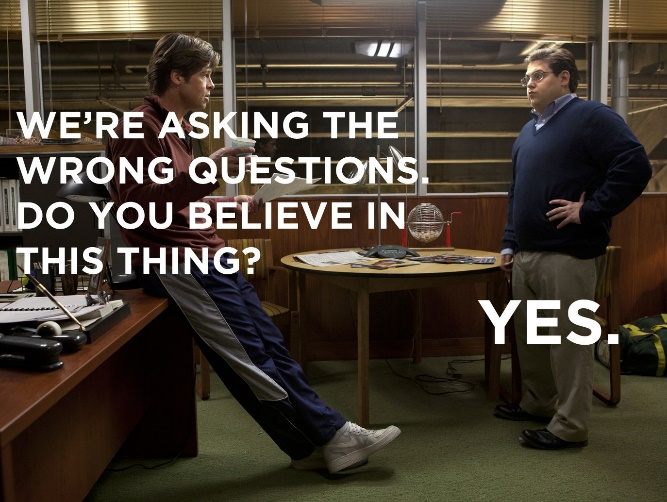 WE'RE ASKING THE
WRONG QUESTIONS.
DO YOU BELIEVE IN
THIS THING?
YES.